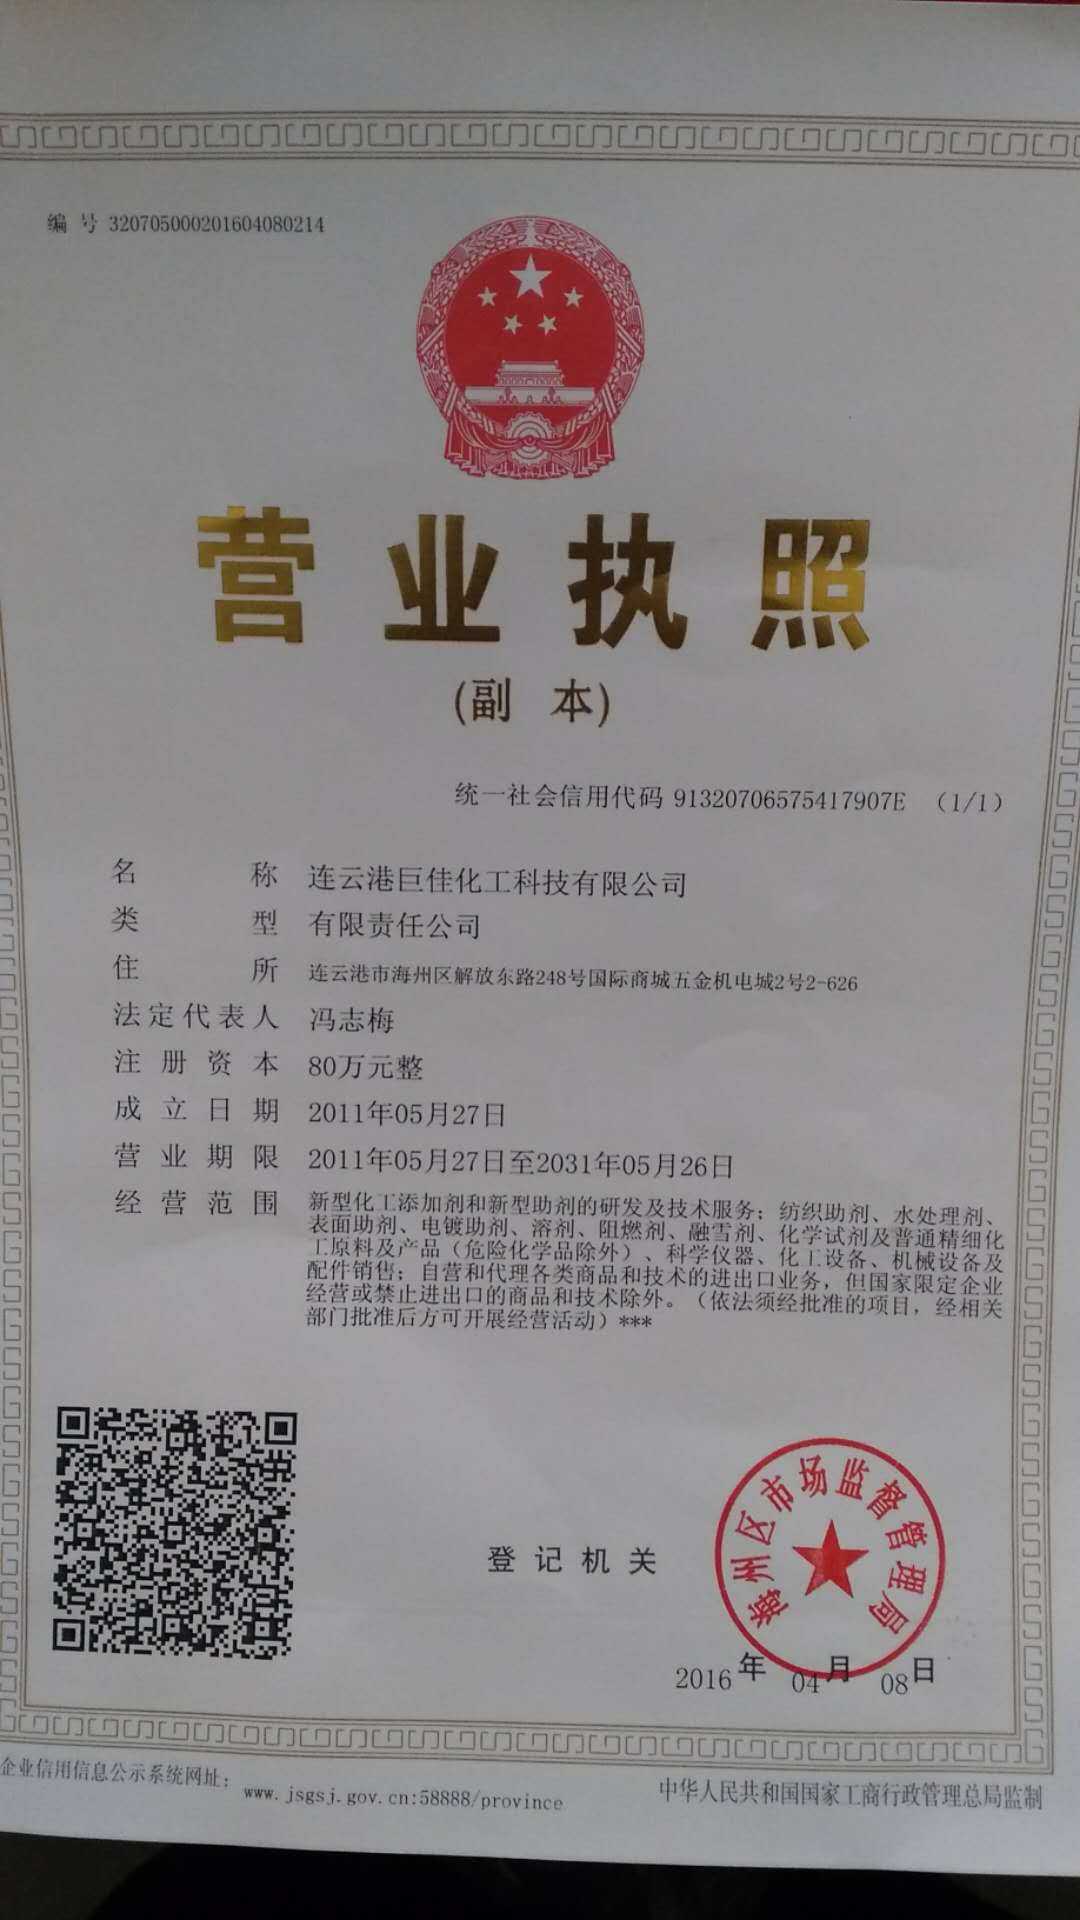 编 号 320705000201604080214
营业执照
(副 本)
统一社会信用代码 91320706575417907E （1/1）
名 称 连云港巨佳化工科技有限公司
类 型 有限责任公司
住 所 连云港市海州区解放东路248号国际商城五金机电城2号2-626
法定代表人 冯志梅
注册资本 80万元整
成立日期 2011年05月27日
营业期限 2011年05月27日至2031年05月26日
经营范围 新型化工添加剂和新型助剂的研发及技术服务；纺织助剂、水处理剂、
表面助剂、电镀助剂、溶剂、阻燃剂、融雪剂、化学试剂及普通精细化
工原料及产品（危险化学品除外）、科学仪器、化工设备、机械设备及
配件销售；自营和代理各类商品和技术的进出口业务，但国家限定企业
经营或禁止进出口的商品和技术除外。（依法须经批准的项目，经相关
部门批准后方可开展经营活动）***
登记机关
海州区市场监督管理局
2016年04月08日
企业信用信息公示系统网址：
www.jsgsj.gov.cn:58888/province
中华人民共和国国家工商行政管理总局监制